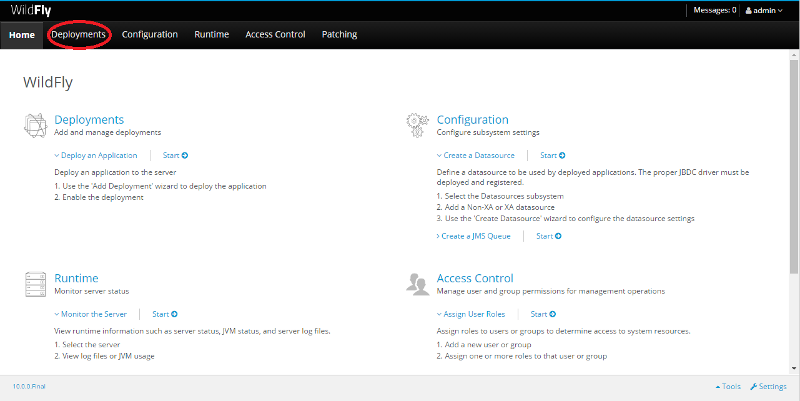 WildFly
Messages: 0
admin
Home Deployments Configuration Runtime Access Control Patching
WildFly
Deployments
Add and manage deployments
Deploy an Application Start
Deploy an application to the server
1. Use the 'Add Deployment' wizard to deploy the application
2. Enable the deployment
Configuration
Configure subsystem settings
Create a Datasource Start
Define a datasource to be used by deployed applications. The proper JBDC driver must be
deployed and registered.
1. Select the Datasources subsystem
2. Add a Non-XA or XA datasource
3. Use the 'Create Datasource' wizard to configure the datasource settings
Create a JMS Queue Start
Runtime
Monitor server status
Monitor the Server Start
View runtime information such as server status, JVM status, and server log files.
1. Select the server
2. View log files or JVM usage
Access Control
Manage user and group permissions for management operations
Assign User Roles Start
Assign roles to users or groups to determine access to system resources.
1. Add a new user or group
2. Assign one or more roles to that user or group
10.0.0.Final
Tools Settings